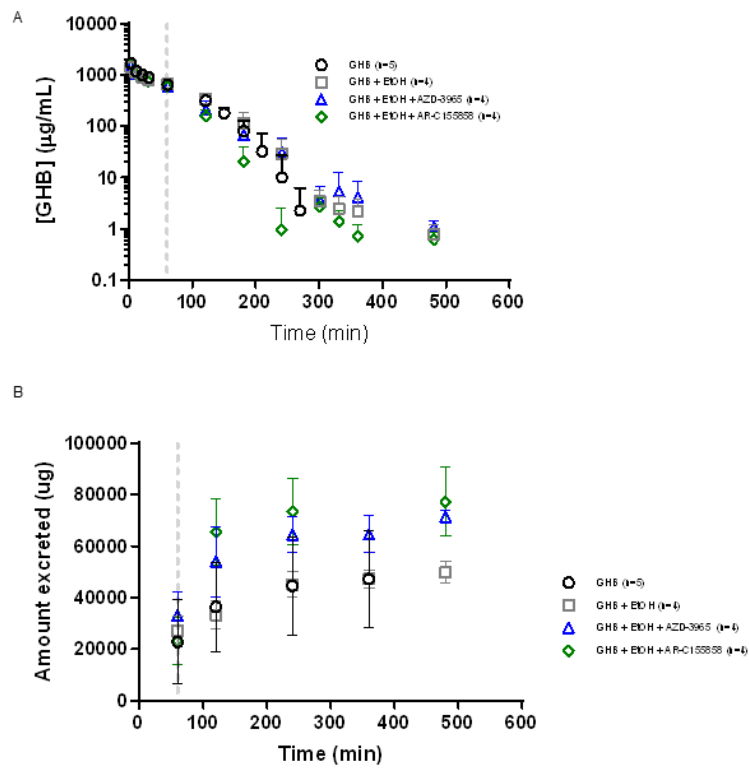 A
10000
1000
100
10
1
0.1
[GHB] (µg/mL)
0 100 200 300 400 500 600
Time (min)
GHB (n=5)
GHB + EtOH (n=4)
GHB + EtOH + AZD-3965 (n=4)
GHB + EtOH + AR-C155858 (n=4)
B
100000
80000
60000
40000
20000
0
Amount excreted (ug)
0 100 200 300 400 500 600
Time (min)
GHB (n=5)
GHB + EtOH (n=4)
GHB + EtOH + AZD-3965 (n=4)
GHB + EtOH + AR-C155858 (n=4)